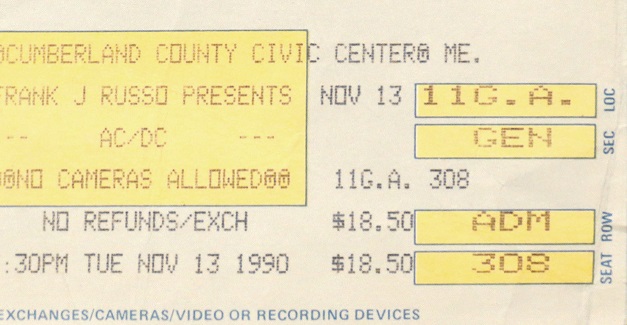 @CUMBERLAND COUNTY CIVIC CENTER@ ME.
FRANK J RUSSO PRESENTS NOV 13 11G.A. LOC
-- AC/DC --- GEN SEC
@@NO CAMERAS ALLOWED@@ 11G.A. 308
NO REFUNDS/EXCH $18.50 ADM ROW
:30PM TUE NOV 13 1990 $18.50 308 SEAT
EXCHANGES/CAMERAS/VIDEO OR RECORDING DEVICES